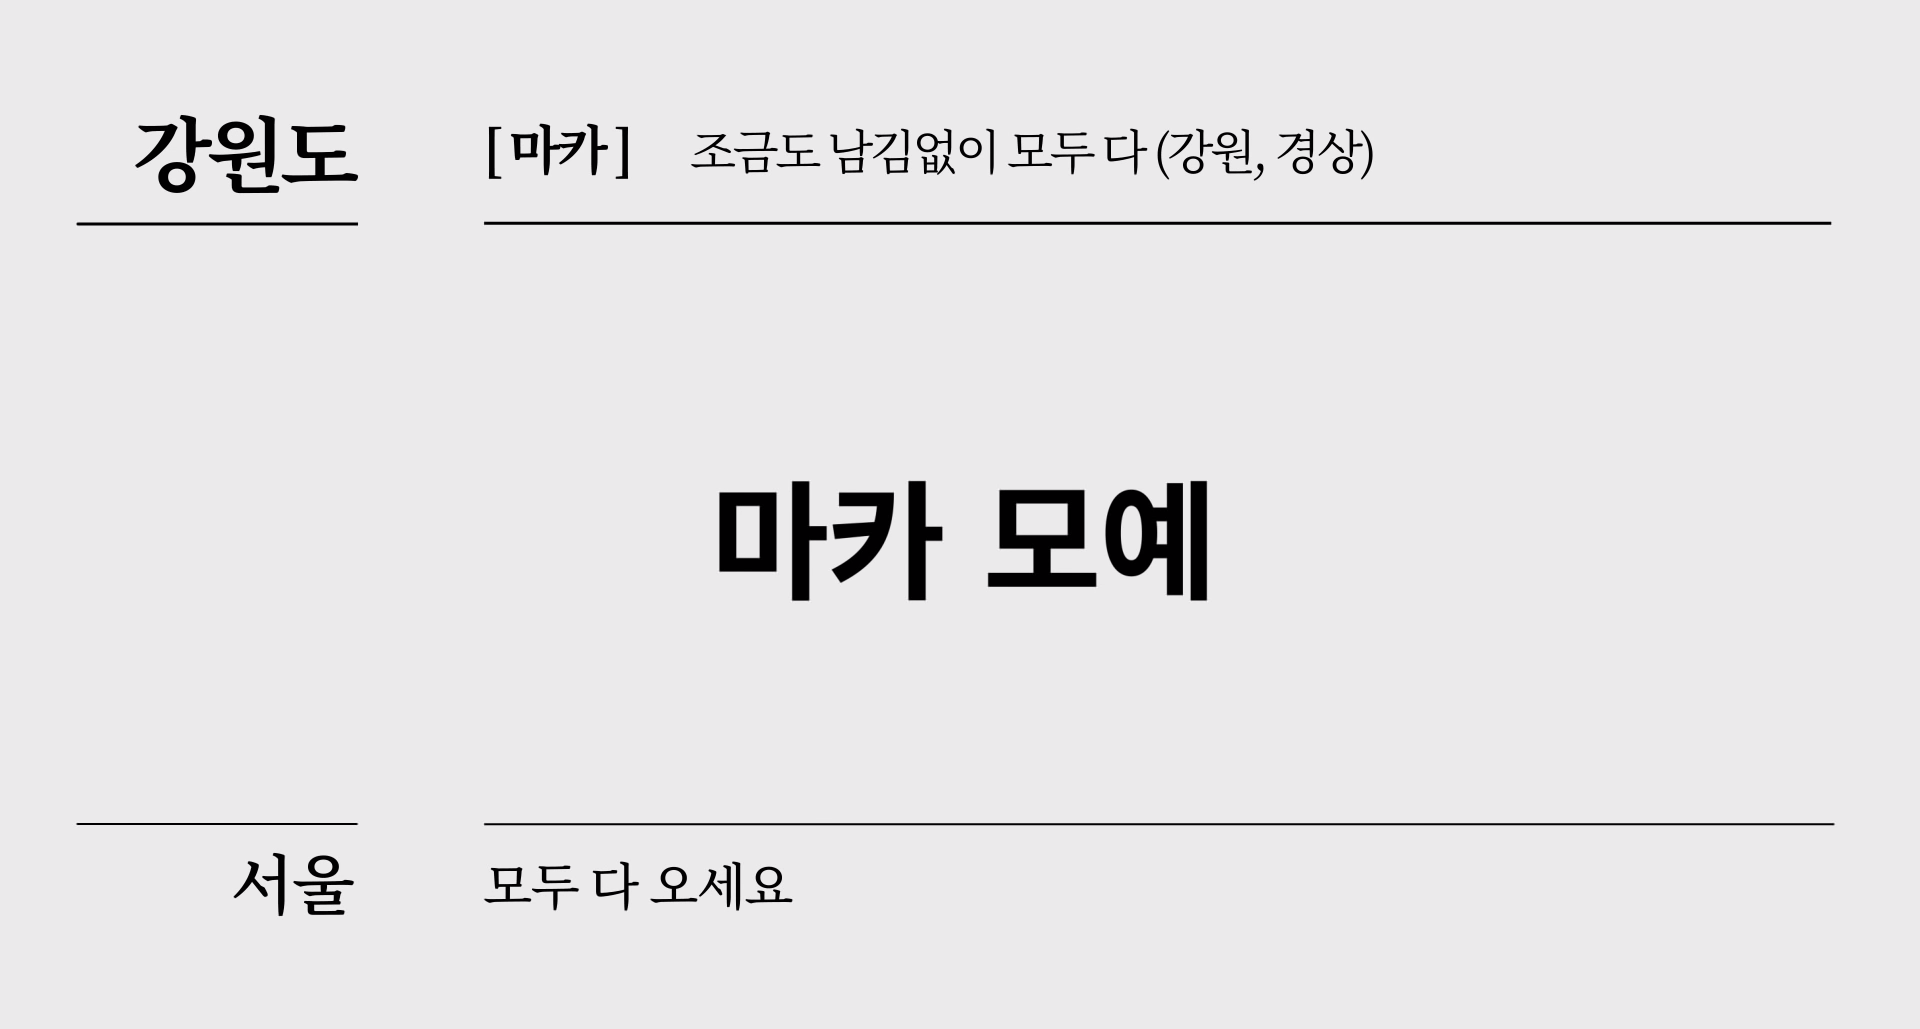 강원도
[마카] 조금도 남김없이 모두 다 (강원, 경상)
마카 모예
서울
모두 다 오세요